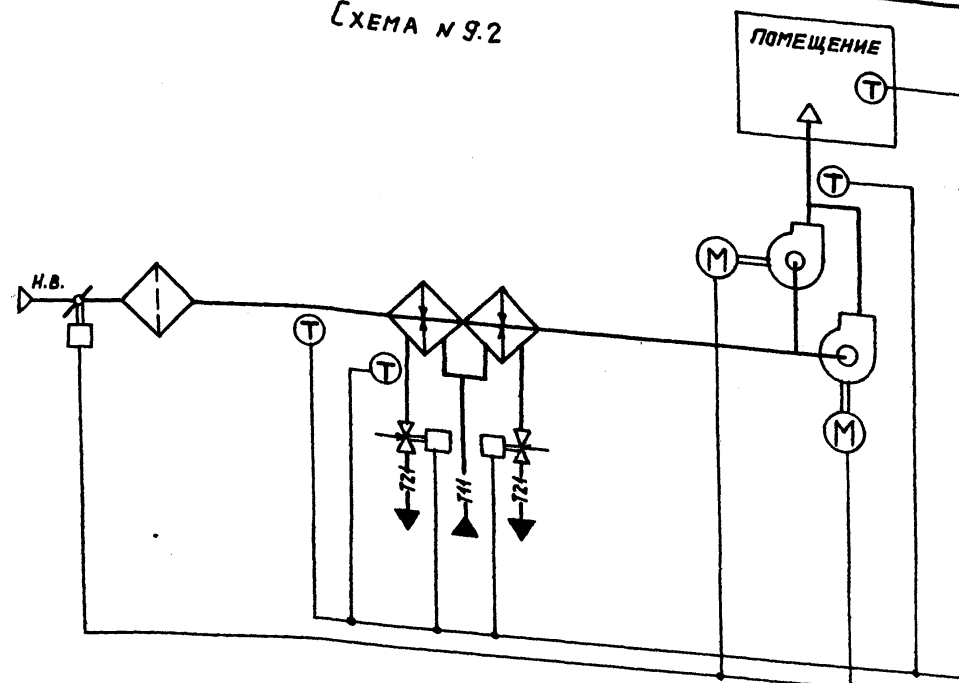 СХЕМА N 9.2
ПОМЕЩЕНИЕ
Т
Т
Н.В.
М
Т
Т
М
Т21
Т11
Т21